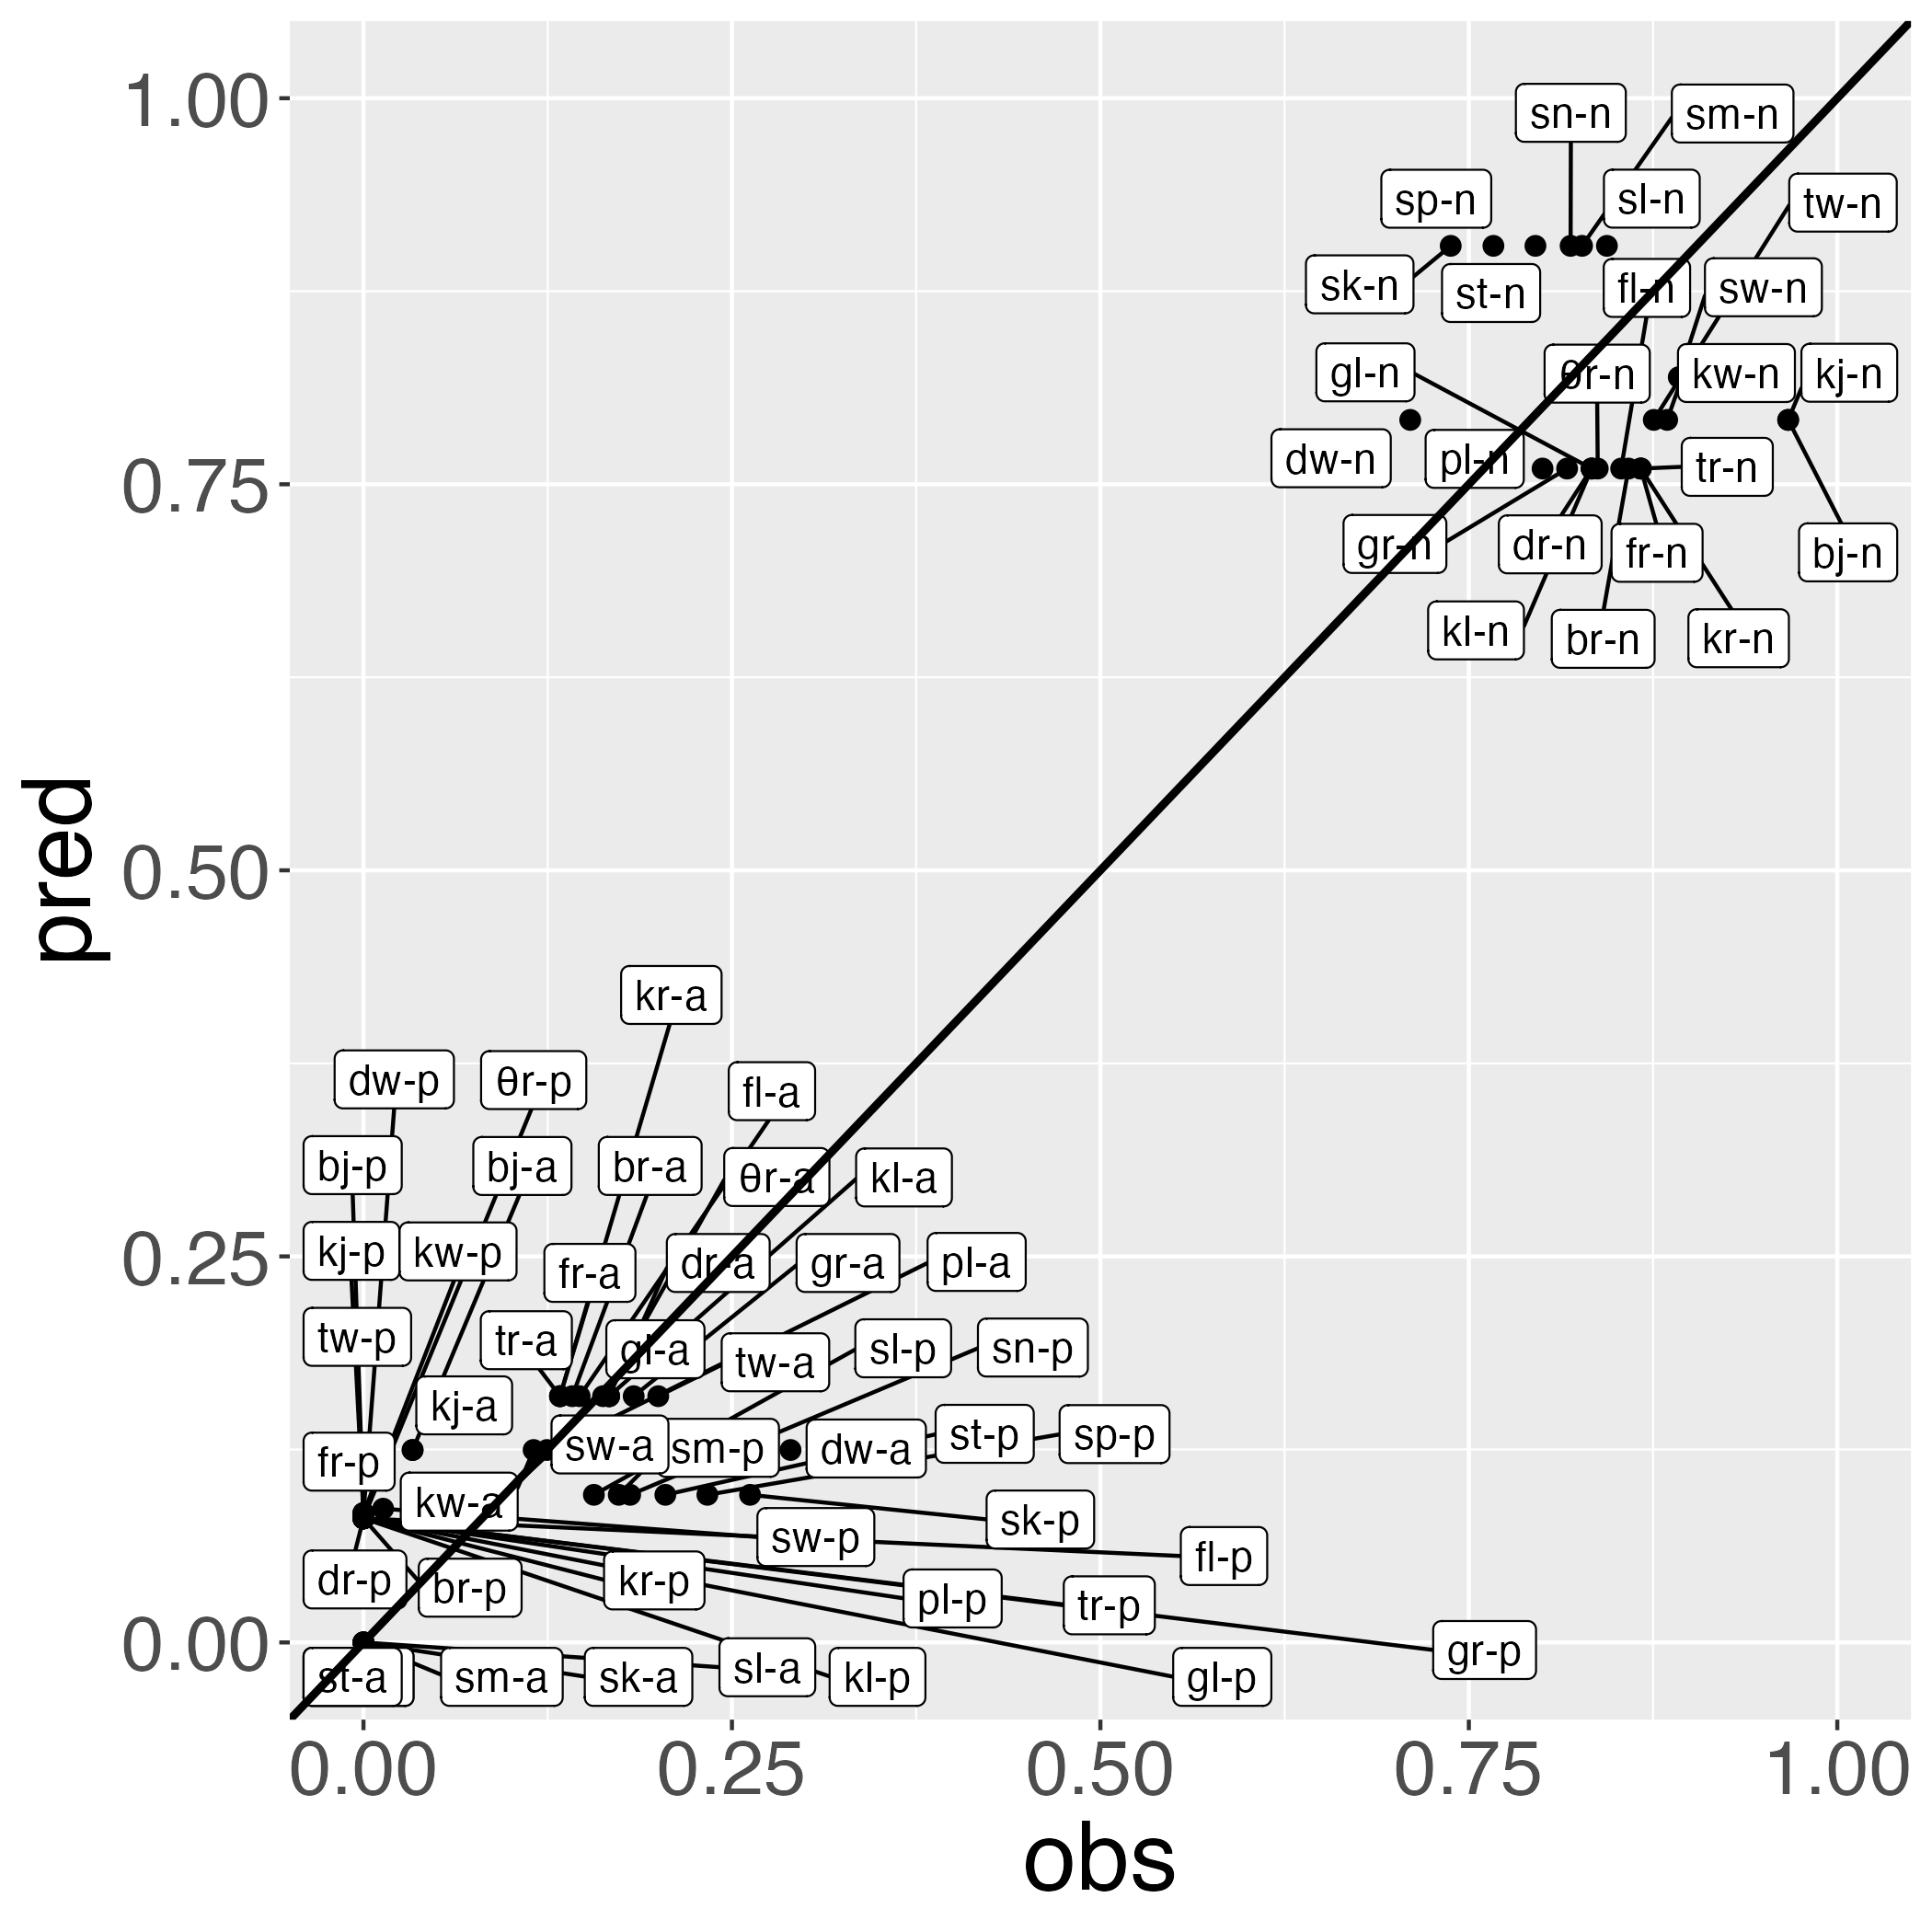 1.00
sn-n
sm-n
sp-n
sl-n
tw-n
sk-n
st-n
fl-n
sw-n
gl-n
θr-n
kw-n
kj-n
dw-n
pl-n
tr-n
0.75
gr-n
dr-n
fr-n
bj-n
kl-n
br-n
kr-n
pred
0.50
kr-a
dw-p
θr-p
fl-a
bj-p
bj-a
br-a
θr-a
kl-a
0.25
kj-p
kw-p
fr-a
dr-a
gr-a
pl-a
tw-p
tr-a
gl-a
tw-a
sl-p
sn-p
kj-a
fr-p
sw-a
sm-p
dw-a
st-p
sp-p
kw-a
sw-p
sk-p
fl-p
dr-p
br-p
kr-p
pl-p
tr-p
gr-p
0.00
st-a
sm-a
sk-a
sl-a
kl-p
gl-p
0.00 0.25 0.50 0.75 1.00
obs